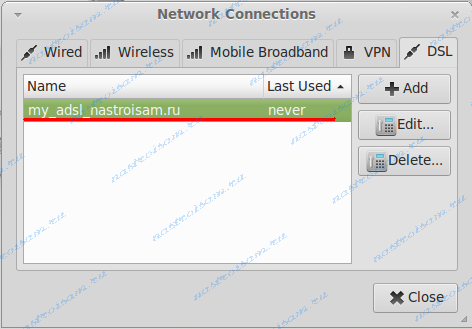 Network Connections
Wired
Wireless
Mobile Broadband
VPN
DSL
Name
Last Used
my_adsl_nastroisam.ru
never
Add
Edit...
Delete...
Close